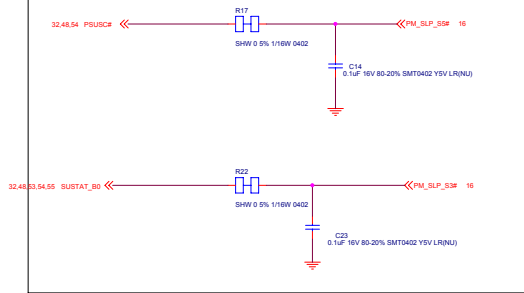 R17
32,48,54 PSUSC#
PM_SLP_S5# 16
SHW 0 5% 1/16W 0402
C14
0.1uF 16V 80-20% SMT0402 Y5V LR(NU)
R22
32,48,53,54,55 SUSTAT_B0
PM_SLP_S3# 16
SHW 0 5% 1/16W 0402
C23
0.1uF 16V 80-20% SMT0402 Y5V LR(NU)